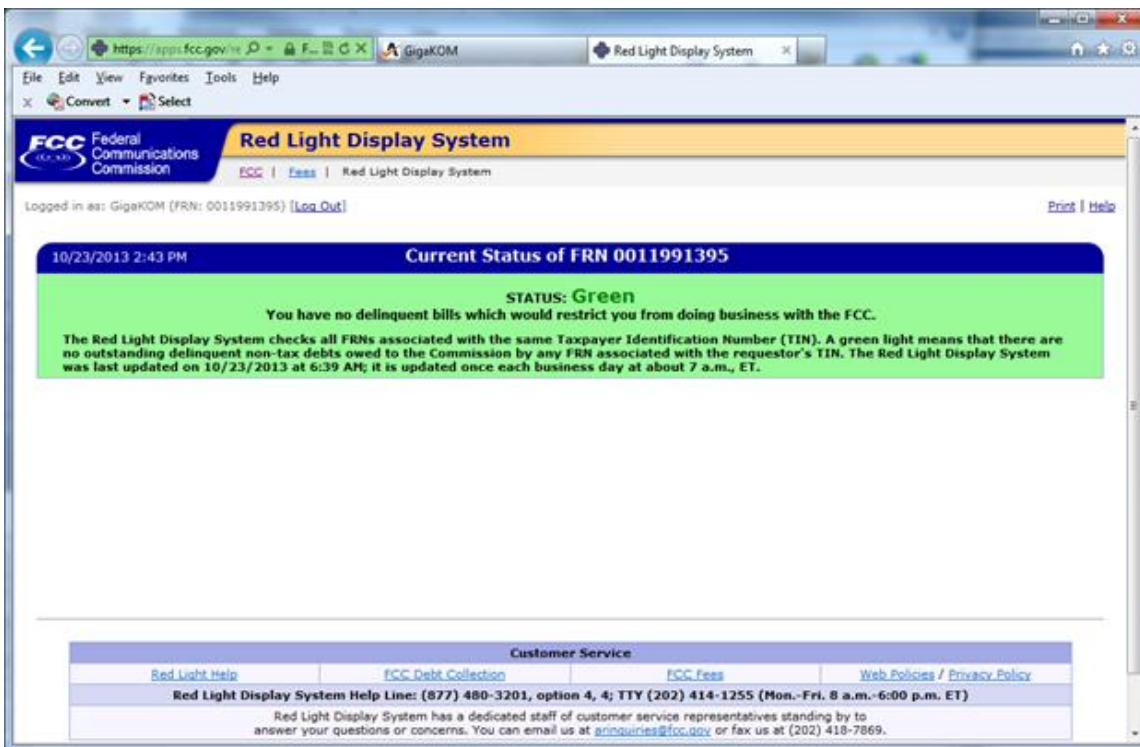 https://apps.fcc.gov/re
F...
GigaKOM
Red Light Display System
File Edit View Favorites Tools Help
x Convert Select
FCC Federal Communications Commission
Red Light Display System
FCC | Fees | Red Light Display System
Logged in as: GigaKOM (FRN: 0011991395) [Log Out]
Print | Help
10/23/2013 2:43 PM
Current Status of FRN 0011991395
STATUS: Green
You have no delinquent bills which would restrict you from doing business with the FCC.
The Red Light Display System checks all FRNs associated with the same Taxpayer Identification Number (TIN). A green light means that there are
no outstanding delinquent non-tax debts owed to the Commission by any FRN associated with the requestor's TIN. The Red Light Display System
was last updated on 10/23/2013 at 6:39 AM; it is updated once each business day at about 7 a.m., ET.
Customer Service
Red Light Help
FCC Debt Collection
FCC Fees
Web Policies / Privacy Policy
Red Light Display System Help Line: (877) 480-3201, option 4, 4; TTY (202) 414-1255 (Mon.-Fri. 8 a.m.-6:00 p.m. ET)
Red Light Display System has a dedicated staff of customer service representatives standing by to
answer your questions or concerns. You can email us at arinquiries@fcc.gov or fax us at (202) 418-7869.